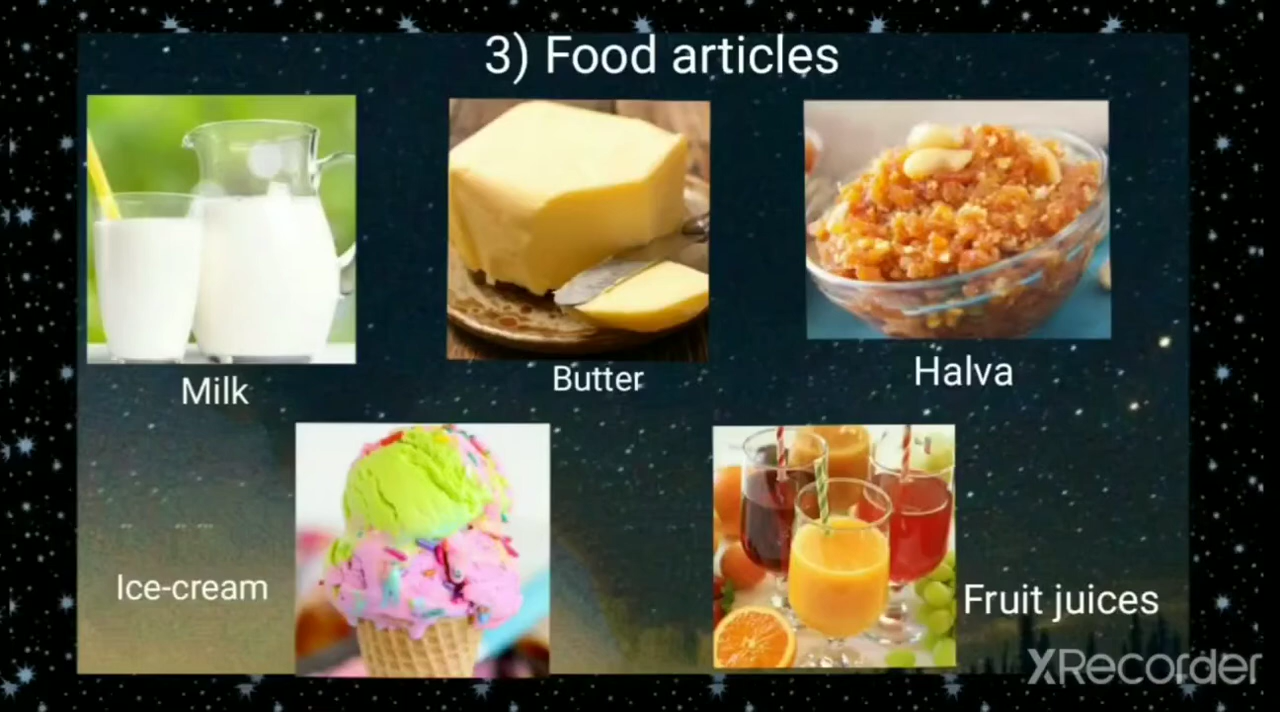 3) Food articles
Milk
Butter
Halva
Ice-cream
Fruit juices
XRecorder